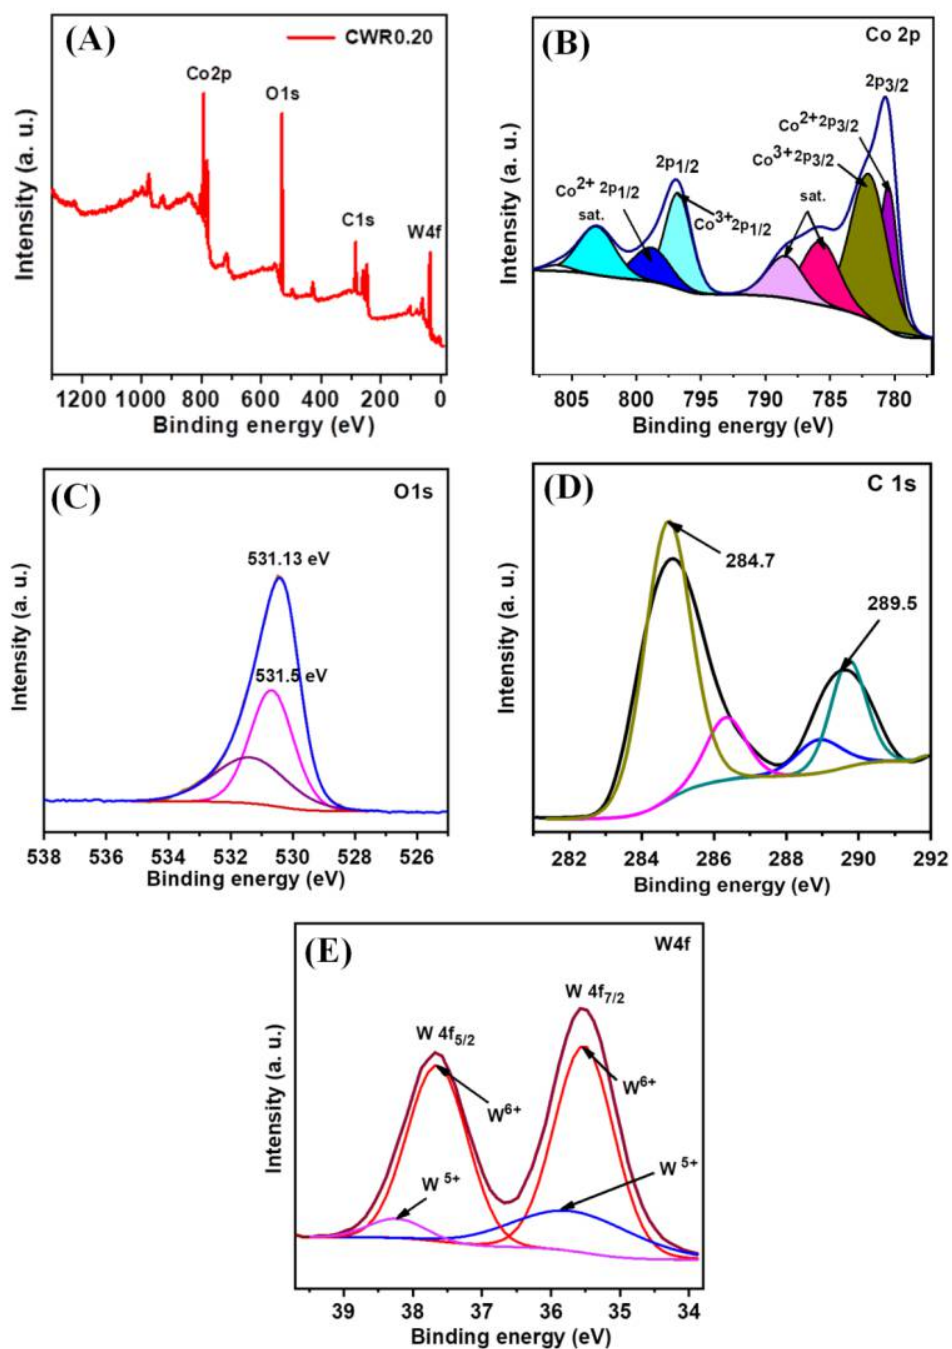 (A)
CWR0.20
Co2p
O1s
C1s
W4f
Intensity (a. u.)
1200 1000 800 600 400 200 0
Binding energy (eV)
(B)
Co 2p
2p3/2
Co2+2p3/2
Co3+2p3/2
2p1/2
Co2+ 2p1/2
sat.
Co3+2p1/2
sat.
Intensity (a. u.)
805 800 795 790 785 780
Binding energy (eV)
(C)
O1s
531.13 eV
531.5 eV
Intensity (a. u.)
538 536 534 532 530 528 526
Binding energy (eV)
(D)
C 1s
284.7
289.5
Intensity (a. u.)
282 284 286 288 290 292
Binding energy (eV)
(E)
W4f
W 4f7/2
W 4f5/2
W6+
W6+
W 5+
W 5+
Intensity (a. u.)
39 38 37 36 35 34
Binding energy (eV)